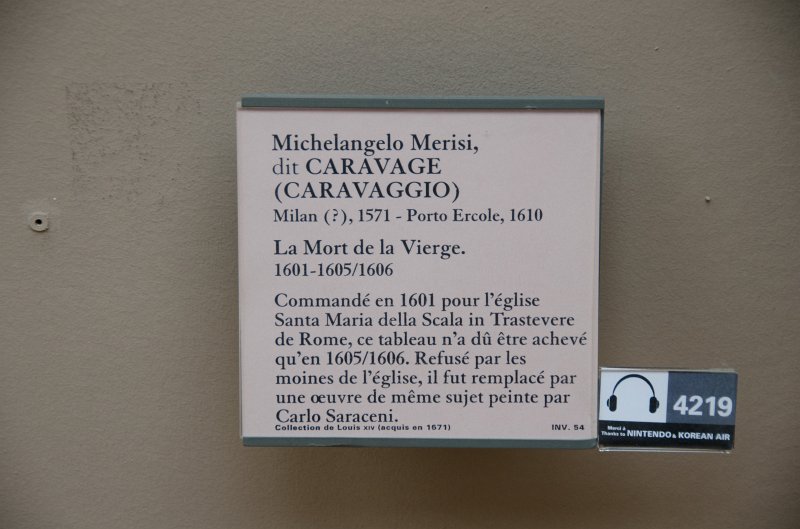 Michelangelo Merisi,
dit CARAVAGE
(CARAVAGGIO)
Milan (?), 1571 - Porto Ercole, 1610
La Mort de la Vierge.
1601-1605/1606
Commandé en 1601 pour l'église
Santa Maria della Scala in Trastevere
de Rome, ce tableau n'a dû être achevé
qu'en 1605/1606. Refusé par les
moines de l'église, il fut remplacé par
une œuvre de même sujet peinte par
Carlo Saraceni.
Collection de Louis XIV (acquis en 1671) INV. 54
4219
Merci à
Thanks to NINTENDO & KOREAN AIR